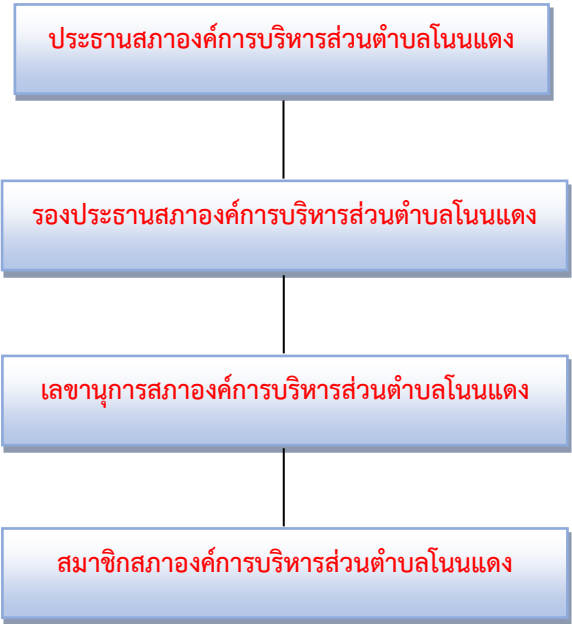 ประธานสภาองค์การบริหารส่วนตำบลโนนแดง
รองประธานสภาองค์การบริหารส่วนตำบลโนนแดง
เลขานุการสภาองค์การบริหารส่วนตำบลโนนแดง
สมาชิกสภาองค์การบริหารส่วนตำบลโนนแดง